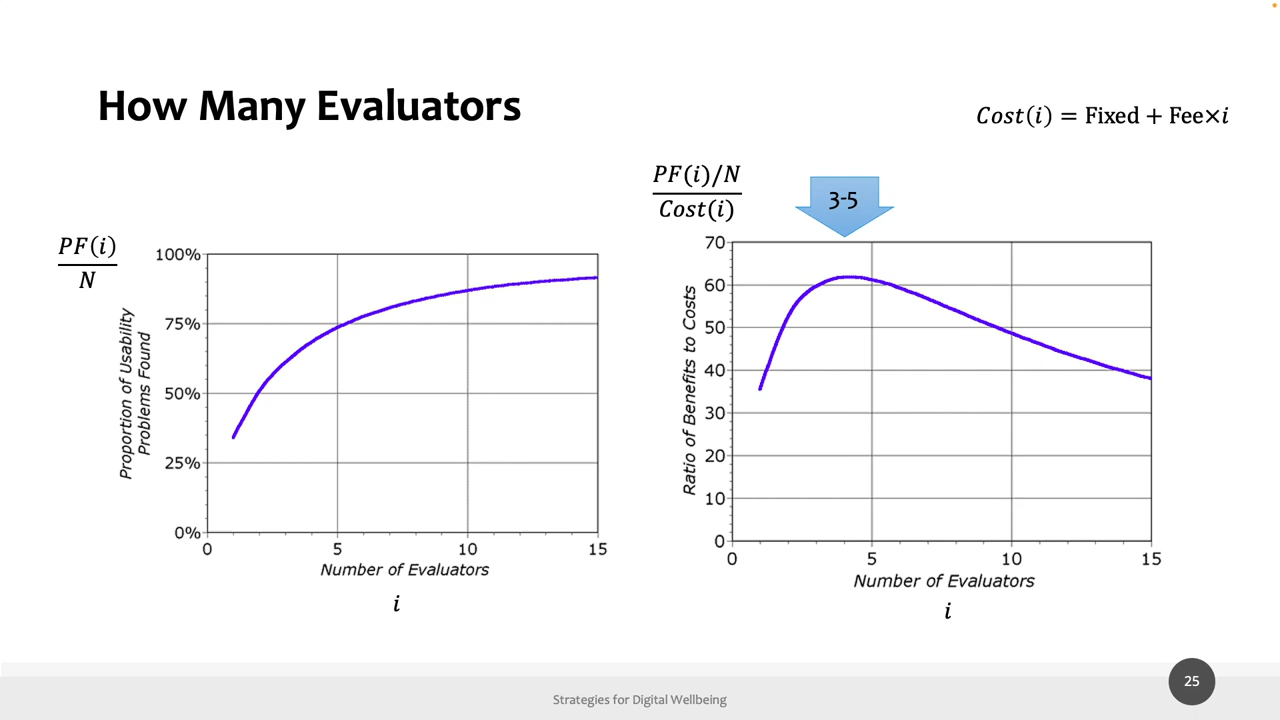 How Many Evaluators
𝐶𝑜𝑠𝑡(𝑖) = Fixed + Fee×𝑖
𝑃𝐹(𝑖)
𝑁
100%
75%
50%
25%
0%
Proportion of Usability
Problems Found
0 5 10 15
Number of Evaluators
𝑖
𝑃𝐹(𝑖)/𝑁
𝐶𝑜𝑠𝑡(𝑖)
3-5
70
60
50
40
30
20
10
0
Ratio of Benefits to Costs
0 5 10 15
Number of Evaluators
𝑖
Strategies for Digital Wellbeing
25